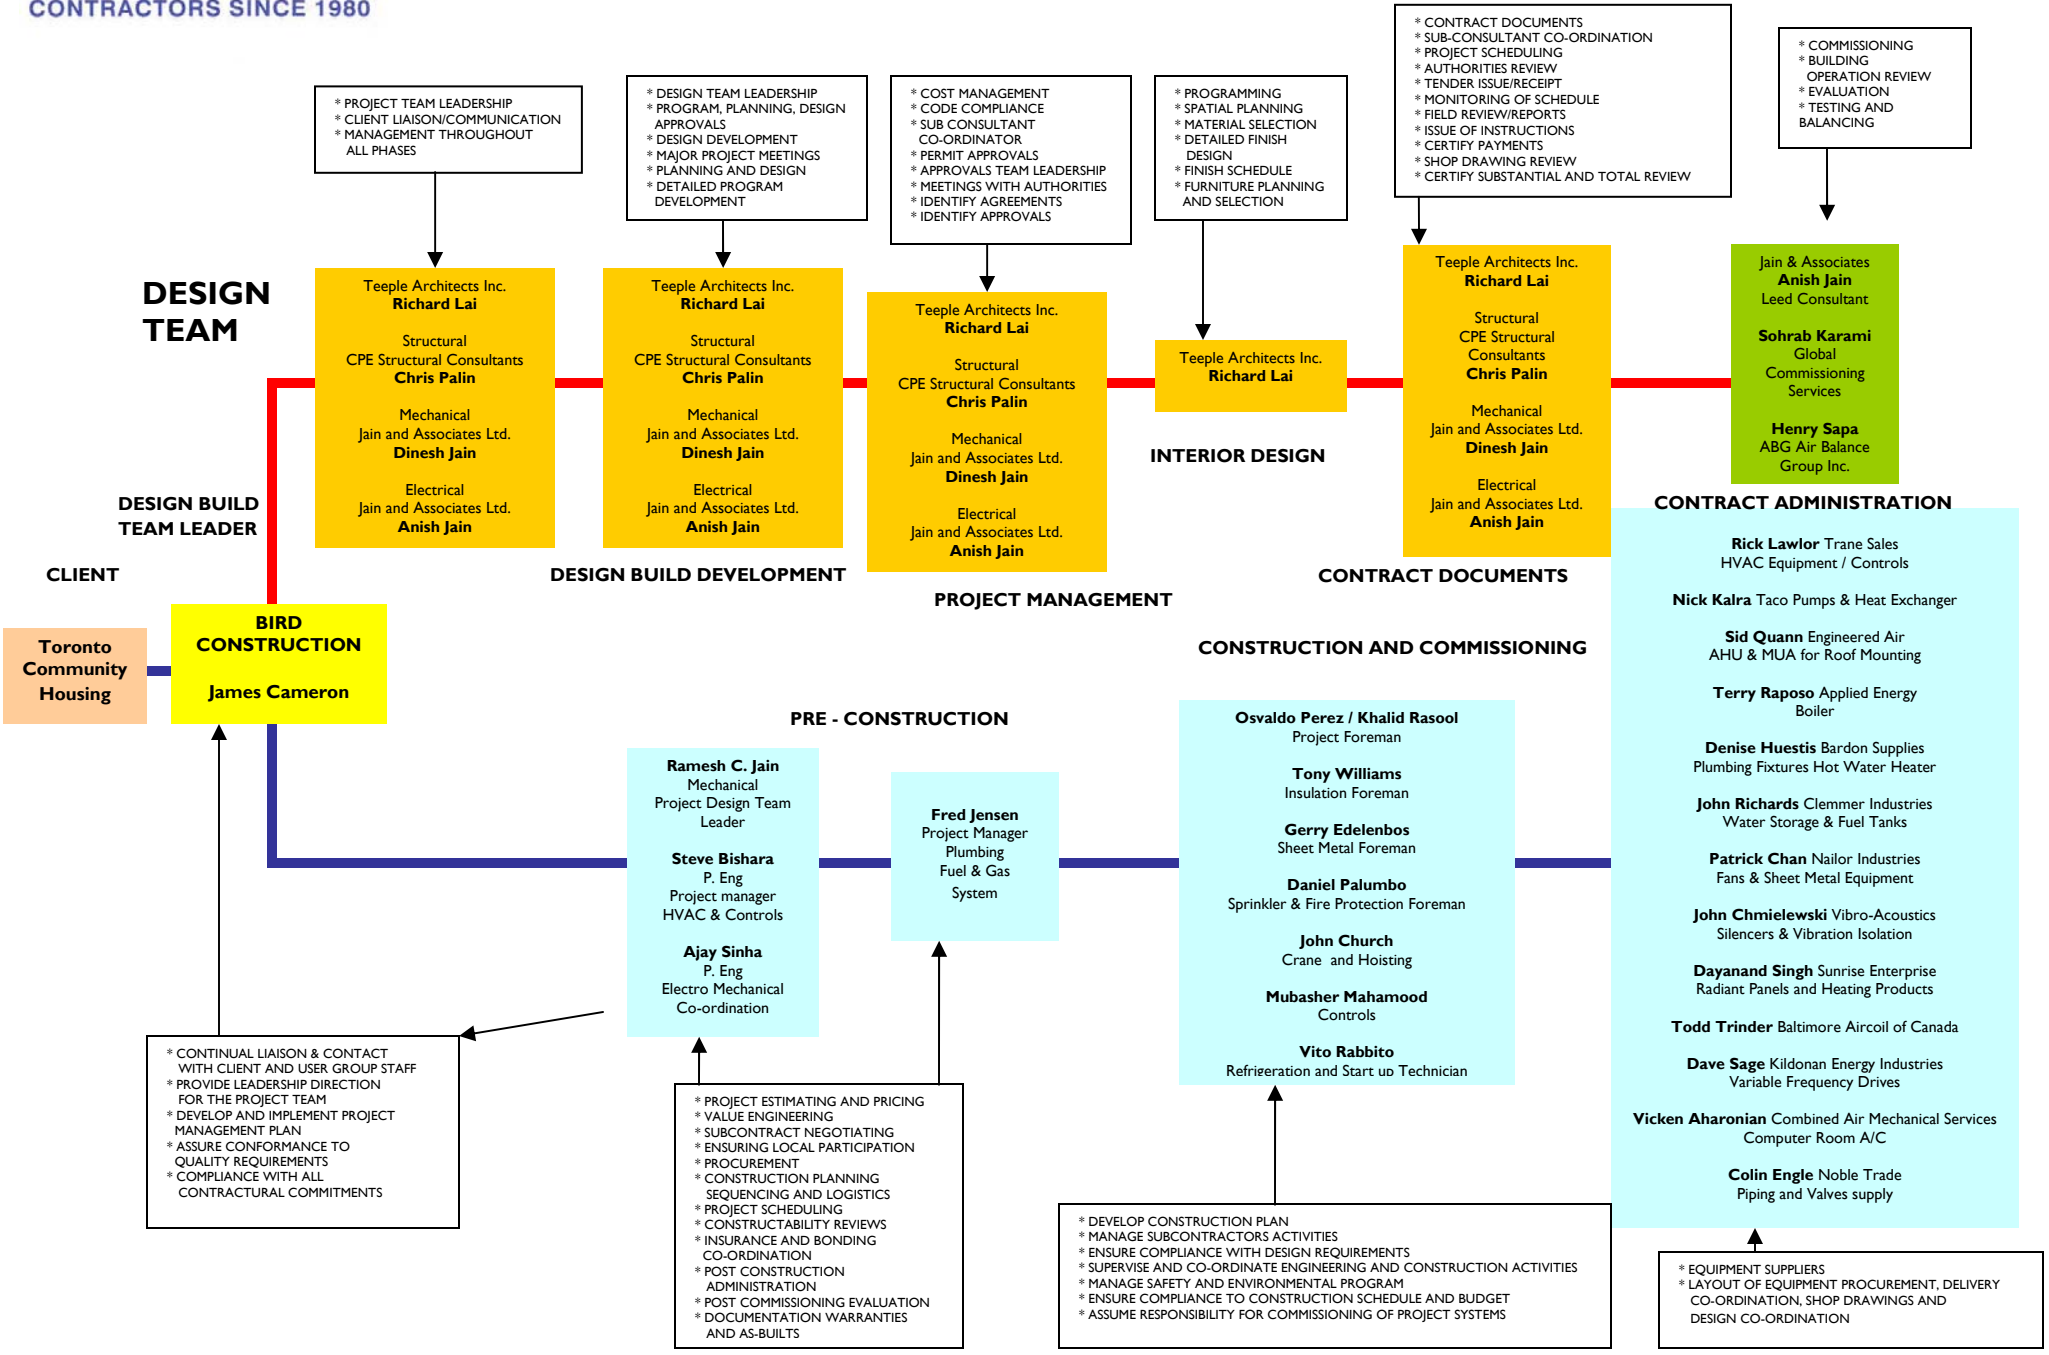 CONTRACTORS SINCE 1980
* PROJECT TEAM LEADERSHIP
* CLIENT LIAISON/COMMUNICATION
* MANAGEMENT THROUGHOUT
ALL PHASES
* DESIGN TEAM LEADERSHIP
* PROGRAM, PLANNING, DESIGN
APPROVALS
* DESIGN DEVELOPMENT
* MAJOR PROJECT MEETINGS
* PLANNING AND DESIGN
* DETAILED PROGRAM
DEVELOPMENT
* COST MANAGEMENT
* CODE COMPLIANCE
* SUB CONSULTANT
CO-ORDINATOR
* PERMIT APPROVALS
* APPROVALS TEAM LEADERSHIP
* MEETINGS WITH AUTHORITIES
* IDENTIFY AGREEMENTS
* IDENTIFY APPROVALS
* PROGRAMMING
* SPATIAL PLANNING
* MATERIAL SELECTION
* DETAILED FINISH
DESIGN
* FINISH SCHEDULE
* FURNITURE PLANNING
AND SELECTION
* CONTRACT DOCUMENTS
* SUB-CONSULTANT CO-ORDINATION
* PROJECT SCHEDULING
* AUTHORITIES REVIEW
* TENDER ISSUE/RECEIPT
* MONITORING OF SCHEDULE
* FIELD REVIEW/REPORTS
* ISSUE OF INSTRUCTIONS
* CERTIFY PAYMENTS
* SHOP DRAWING REVIEW
* CERTIFY SUBSTANTIAL AND TOTAL REVIEW
* COMMISSIONING
* BUILDING
OPERATION REVIEW
* EVALUATION
* TESTING AND
BALANCING
DESIGN
TEAM
Teeple Architects Inc.
Richard Lai
Structural
CPE Structural Consultants
Chris Palin
Mechanical
Jain and Associates Ltd.
Dinesh Jain
Electrical
Jain and Associates Ltd.
Anish Jain
Teeple Architects Inc.
Richard Lai
Structural
CPE Structural Consultants
Chris Palin
Mechanical
Jain and Associates Ltd.
Dinesh Jain
Electrical
Jain and Associates Ltd.
Anish Jain
Teeple Architects Inc.
Richard Lai
Structural
CPE Structural Consultants
Chris Palin
Mechanical
Jain and Associates Ltd.
Dinesh Jain
Electrical
Jain and Associates Ltd.
Anish Jain
Teeple Architects Inc.
Richard Lai
Teeple Architects Inc.
Richard Lai
Structural
CPE Structural
Consultants
Chris Palin
Mechanical
Jain and Associates Ltd.
Dinesh Jain
Electrical
Jain and Associates Ltd.
Anish Jain
Jain & Associates
Anish Jain
Leed Consultant
Sohrab Karami
Global
Commissioning
Services
Henry Sapa
ABG Air Balance
Group Inc.
INTERIOR DESIGN
DESIGN BUILD
TEAM LEADER
CONTRACT ADMINISTRATION
CLIENT
DESIGN BUILD DEVELOPMENT
CONTRACT DOCUMENTS
PROJECT MANAGEMENT
Toronto
Community
Housing
BIRD
CONSTRUCTION
James Cameron
CONSTRUCTION AND COMMISSIONING
PRE - CONSTRUCTION
Ramesh C. Jain
Mechanical
Project Design Team
Leader
Steve Bishara
P. Eng
Project manager
HVAC & Controls
Ajay Sinha
P. Eng
Electro Mechanical
Co-ordination
Fred Jensen
Project Manager
Plumbing
Fuel & Gas
System
Osvaldo Perez / Khalid Rasool
Project Foreman
Tony Williams
Insulation Foreman
Gerry Edelenbos
Sheet Metal Foreman
Daniel Palumbo
Sprinkler & Fire Protection Foreman
John Church
Crane and Hoisting
Mubasher Mahamood
Controls
Vito Rabbito
Refrigeration and Start up Technician
Rick Lawlor Trane Sales
HVAC Equipment / Controls
Nick Kalra Taco Pumps & Heat Exchanger
Sid Quann Engineered Air
AHU & MUA for Roof Mounting
Terry Raposo Applied Energy
Boiler
Denise Huestis Bardon Supplies
Plumbing Fixtures Hot Water Heater
John Richards Clemmer Industries
Water Storage & Fuel Tanks
Patrick Chan Nailor Industries
Fans & Sheet Metal Equipment
John Chmielewski Vibro-Acoustics
Silencers & Vibration Isolation
Dayanand Singh Sunrise Enterprise
Radiant Panels and Heating Products
Todd Trinder Baltimore Aircoil of Canada
Dave Sage Kildonan Energy Industries
Variable Frequency Drives
Vicken Aharonian Combined Air Mechanical Services
Computer Room A/C
Colin Engle Noble Trade
Piping and Valves supply
* CONTINUAL LIAISON & CONTACT
WITH CLIENT AND USER GROUP STAFF
* PROVIDE LEADERSHIP DIRECTION
FOR THE PROJECT TEAM
* DEVELOP AND IMPLEMENT PROJECT
MANAGEMENT PLAN
* ASSURE CONFORMANCE TO
QUALITY REQUIREMENTS
* COMPLIANCE WITH ALL
CONTRACTURAL COMMITMENTS
* PROJECT ESTIMATING AND PRICING
* VALUE ENGINEERING
* SUBCONTRACT NEGOTIATING
* ENSURING LOCAL PARTICIPATION
* PROCUREMENT
* CONSTRUCTION PLANNING
SEQUENCING AND LOGISTICS
* PROJECT SCHEDULING
* CONSTRUCTABILITY REVIEWS
* INSURANCE AND BONDING
CO-ORDINATION
* POST CONSTRUCTION
ADMINISTRATION
* POST COMMISSIONING EVALUATION
* DOCUMENTATION WARRANTIES
AND AS-BUILTS
* DEVELOP CONSTRUCTION PLAN
* MANAGE SUBCONTRACTORS ACTIVITIES
* ENSURE COMPLIANCE WITH DESIGN REQUIREMENTS
* SUPERVISE AND CO-ORDINATE ENGINEERING AND CONSTRUCTION ACTIVITIES
* MANAGE SAFETY AND ENVIRONMENTAL PROGRAM
* ENSURE COMPLIANCE TO CONSTRUCTION SCHEDULE AND BUDGET
* ASSUME RESPONSIBILITY FOR COMMISSIONING OF PROJECT SYSTEMS
* EQUIPMENT SUPPLIERS
* LAYOUT OF EQUIPMENT PROCUREMENT, DELIVERY
CO-ORDINATION, SHOP DRAWINGS AND
DESIGN CO-ORDINATION